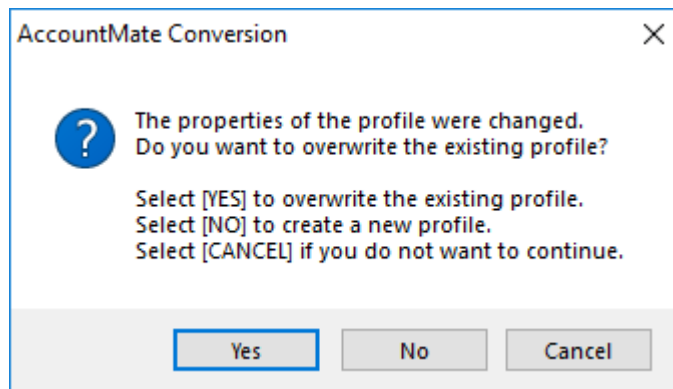 AccountMate Conversion
The properties of the profile were changed.
Do you want to overwrite the existing profile?
Select [YES] to overwrite the existing profile.
Select [NO] to create a new profile.
Select [CANCEL] if you do not want to continue.
Yes No Cancel